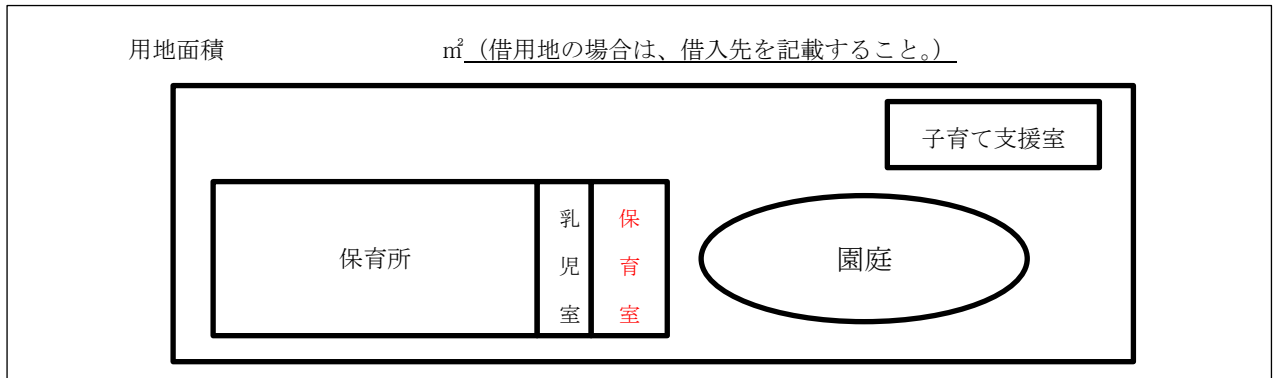 用地面積　　　　　㎡（借用地の場合は、借入先を記載すること。）
子育て支援室
保育所
乳児室
保育室
園庭